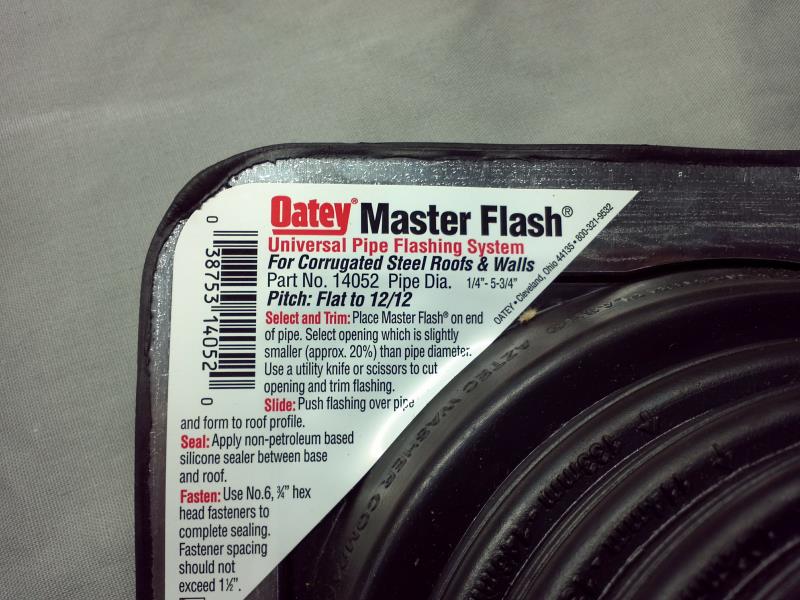 Oatey® Master Flash®
Universal Pipe Flashing System
For Corrugated Steel Roofs & Walls
Part No. 14052 Pipe Dia. 1/4"- 5-3/4"
Pitch: Flat to 12/12
Select and Trim: Place Master Flash® on end
of pipe. Select opening which is slightly
smaller (approx. 20%) than pipe diameter.
Use a utility knife or scissors to cut
opening and trim flashing.
Slide: Push flashing over pipe
and form to roof profile.
Seal: Apply non-petroleum based
silicone sealer between base
and roof.
Fasten: Use No.6, ¾" hex
head fasteners to
complete sealing.
Fastener spacing
should not
exceed 1½".
0 38753 14052 0
OATEY • Cleveland, Ohio 44135 • 800-321-9532
AZTEC WASHER COMPA